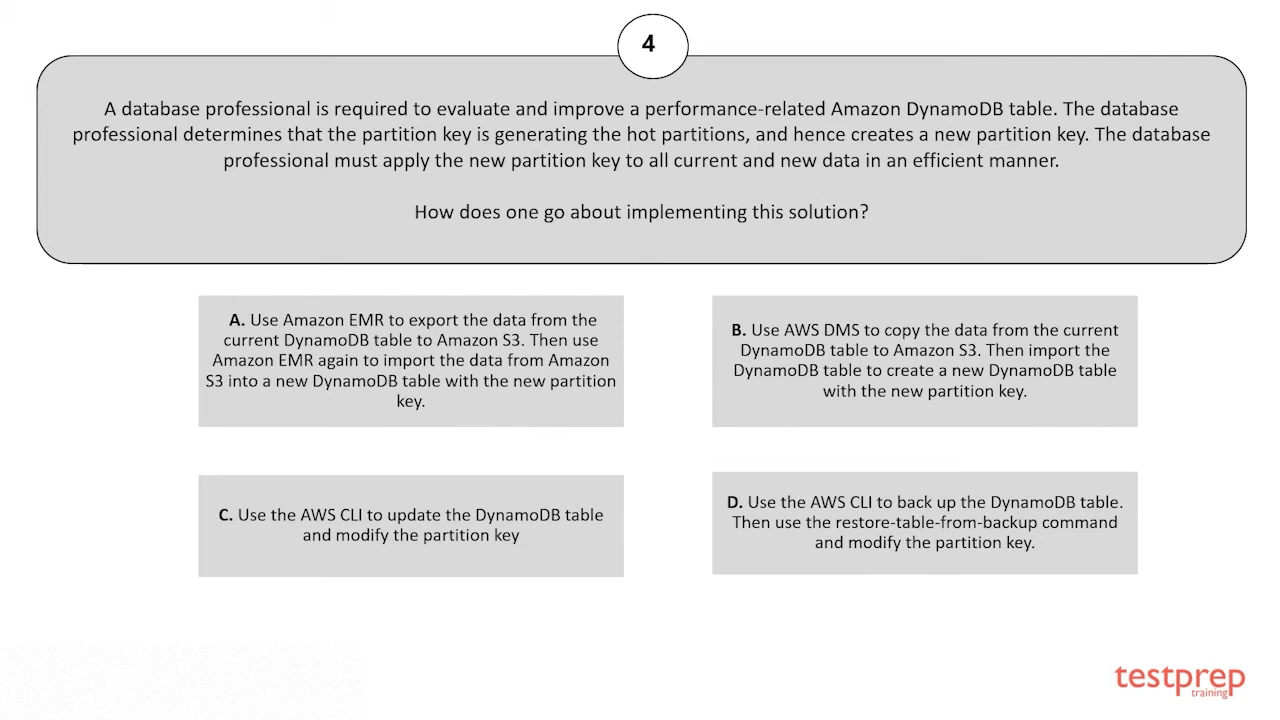 4
A database professional is required to evaluate and improve a performance-related Amazon DynamoDB table. The database
professional determines that the partition key is generating the hot partitions, and hence creates a new partition key. The database
professional must apply the new partition key to all current and new data in an efficient manner.
How does one go about implementing this solution?
A. Use Amazon EMR to export the data from the
current DynamoDB table to Amazon S3. Then use
Amazon EMR again to import the data from Amazon
S3 into a new DynamoDB table with the new partition
key.
B. Use AWS DMS to copy the data from the current
DynamoDB table to Amazon S3. Then import the
DynamoDB table to create a new DynamoDB table
with the new partition key.
C. Use the AWS CLI to update the DynamoDB table
and modify the partition key
D. Use the AWS CLI to back up the DynamoDB table.
Then use the restore-table-from-backup command
and modify the partition key.
testprep
training